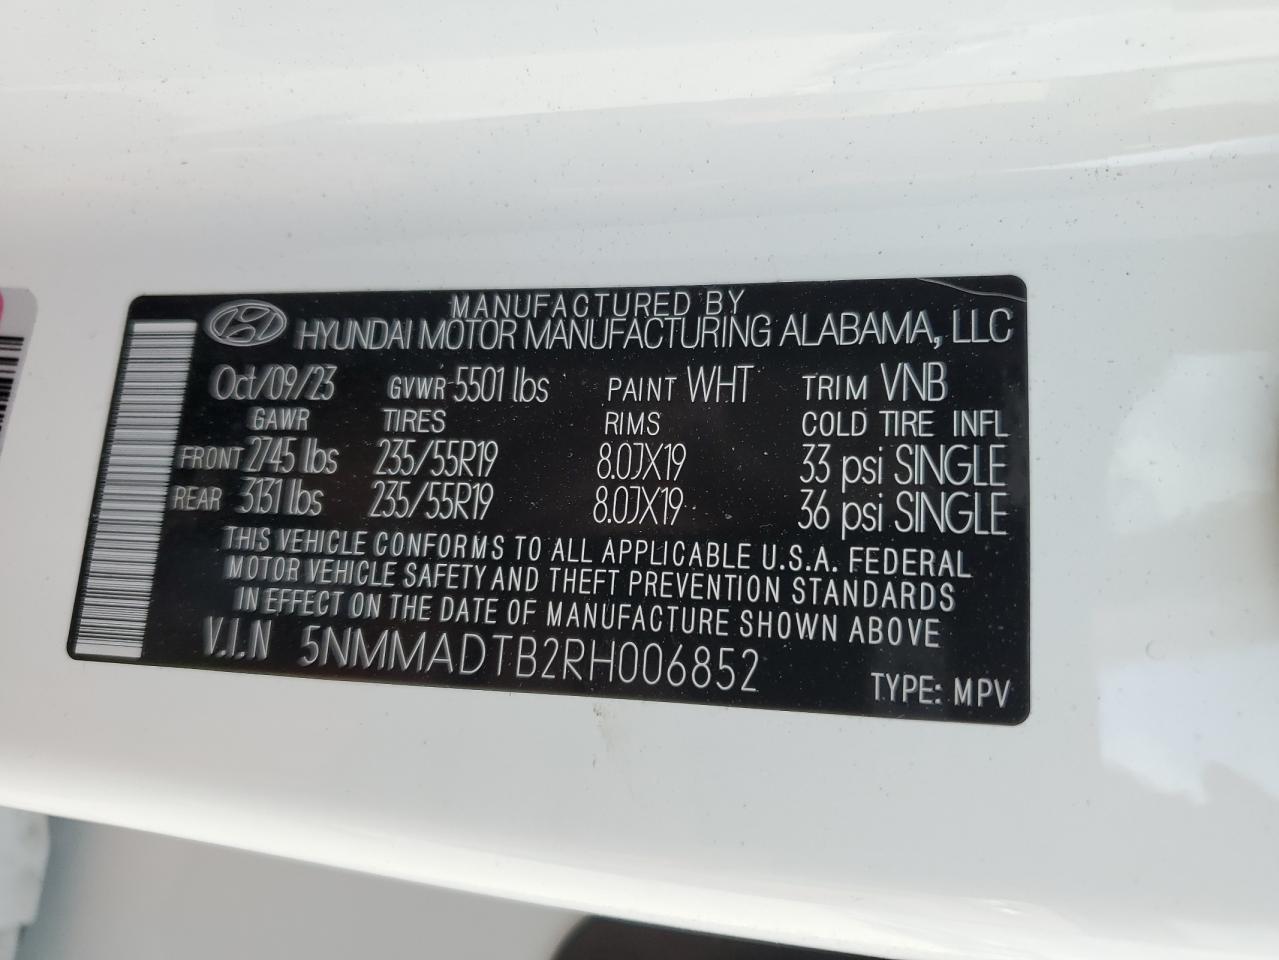 MANUFACTURED BY
HYUNDAI MOTOR MANUFACTURING ALABAMA, LLC
Oct/09/23 GVWR 5501 lbs PAINT WHT TRIM VNB
GAWR TIRES RIMS COLD TIRE INFL
FRONT 2745 lbs 235/55R19 8.0JX19 33 psi SINGLE
REAR 3131 lbs 235/55R19 8.0JX19 36 psi SINGLE
THIS VEHICLE CONFORMS TO ALL APPLICABLE U.S.A. FEDERAL
MOTOR VEHICLE SAFETY AND THEFT PREVENTION STANDARDS
IN EFFECT ON THE DATE OF MANUFACTURE SHOWN ABOVE
V.I.N 5NMMADTB2RH006852
TYPE: MPV